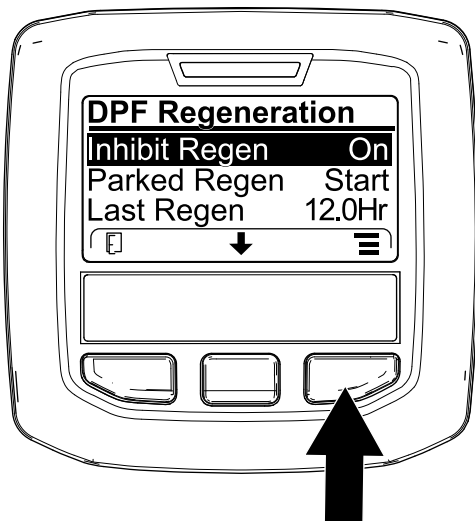 DPF Regeneration
Inhibit Regen On
Parked Regen Start
Last Regen 12.0Hr